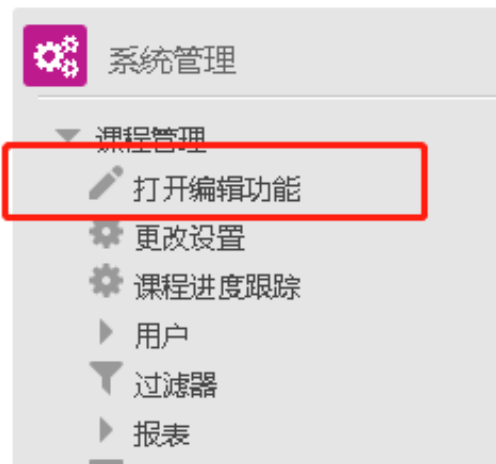 系统管理
课程管理
打开编辑功能
更改设置
课程进度跟踪
用户
过滤器
报表